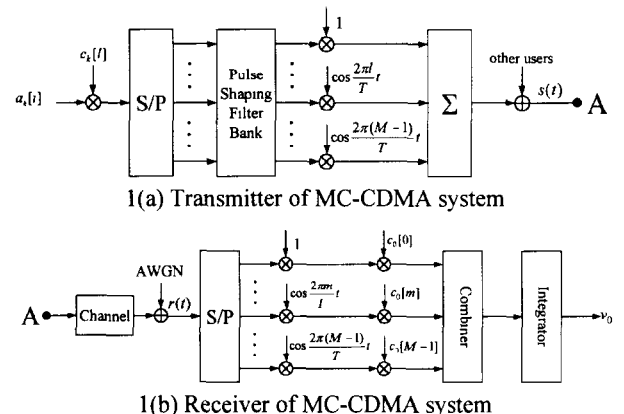 1
c_k[l]
other users
a_k[i]
S/P
Pulse
Shaping
Filter
Bank
cos 2πl/T t
Σ
s(t)
A
cos 2π(M − 1)/T t
1(a) Transmitter of MC-CDMA system
1
c_0[0]
AWGN
A
Channel
r(t)
S/P
cos 2πm/T t
c_0[m]
Combiner
Integrator
v_0
cos 2π(M−1)/T t
c_0[M−1]
1(b) Receiver of MC-CDMA system